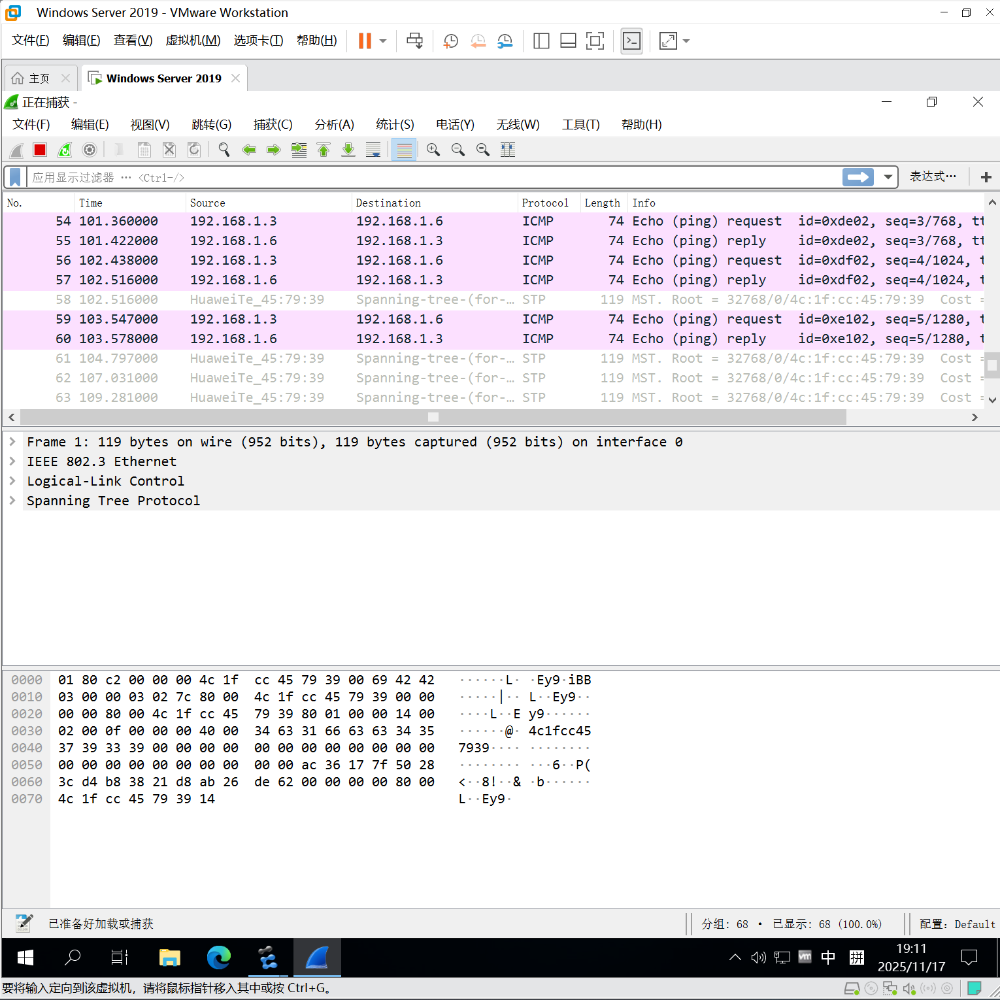 Windows Server 2019 - VMware Workstation
文件(F) 编辑(E) 查看(V) 虚拟机(M) 选项卡(T) 帮助(H)
主页 Windows Server 2019
正在捕获 -
文件(F) 编辑(E) 视图(V) 跳转(G) 捕获(C) 分析(A) 统计(S) 电话(Y) 无线(W) 工具(T) 帮助(H)
应用显示过滤器 … <Ctrl-/> 表达式…
No. Time Source Destination Protocol Length Info
54 101.360000 192.168.1.3 192.168.1.6 ICMP 74 Echo (ping) request id=0xde02, seq=3/768, tt
55 101.422000 192.168.1.6 192.168.1.3 ICMP 74 Echo (ping) reply id=0xde02, seq=3/768, tt
56 102.438000 192.168.1.3 192.168.1.6 ICMP 74 Echo (ping) request id=0xdf02, seq=4/1024, t
57 102.516000 192.168.1.6 192.168.1.3 ICMP 74 Echo (ping) reply id=0xdf02, seq=4/1024, t
58 102.516000 HuaweiTe_45:79:39 Spanning-tree-(for-… STP 119 MST. Root = 32768/0/4c:1f:cc:45:79:39 Cost =
59 103.547000 192.168.1.3 192.168.1.6 ICMP 74 Echo (ping) request id=0xe102, seq=5/1280, t
60 103.578000 192.168.1.6 192.168.1.3 ICMP 74 Echo (ping) reply id=0xe102, seq=5/1280, t
61 104.797000 HuaweiTe_45:79:39 Spanning-tree-(for-… STP 119 MST. Root = 32768/0/4c:1f:cc:45:79:39 Cost =
62 107.031000 HuaweiTe_45:79:39 Spanning-tree-(for-… STP 119 MST. Root = 32768/0/4c:1f:cc:45:79:39 Cost =
63 109.281000 HuaweiTe_45:79:39 Spanning-tree-(for-… STP 119 MST. Root = 32768/0/4c:1f:cc:45:79:39 Cost =
Frame 1: 119 bytes on wire (952 bits), 119 bytes captured (952 bits) on interface 0
IEEE 802.3 Ethernet
Logical-Link Control
Spanning Tree Protocol
0000 01 80 c2 00 00 00 4c 1f cc 45 79 39 00 69 42 42 ······L· ·Ey9·iBB
0010 03 00 00 03 02 7c 80 00 4c 1f cc 45 79 39 00 00 ·····|·· L··Ey9··
0020 00 00 80 00 4c 1f cc 45 79 39 80 01 00 00 14 00 ····L··E y9······
0030 02 00 0f 00 00 00 40 00 34 63 31 66 63 63 34 35 ······@· 4c1fcc45
0040 37 39 33 39 00 00 00 00 00 00 00 00 00 00 00 00 7939···· ········
0050 00 00 00 00 00 00 00 00 00 00 ac 36 17 7f 50 28 ········ ···6··P(
0060 3c d4 b8 38 21 d8 ab 26 de 62 00 00 00 00 80 00 <··8!··& ·b······
0070 4c 1f cc 45 79 39 14 L··Ey9·
已准备好加载或捕获 分组: 68 · 已显示: 68 (100.0%) 配置: Default
vm 中 拼 19:11
2025/11/17
要将输入定向到该虚拟机，请将鼠标指针移入其中或按 Ctrl+G。